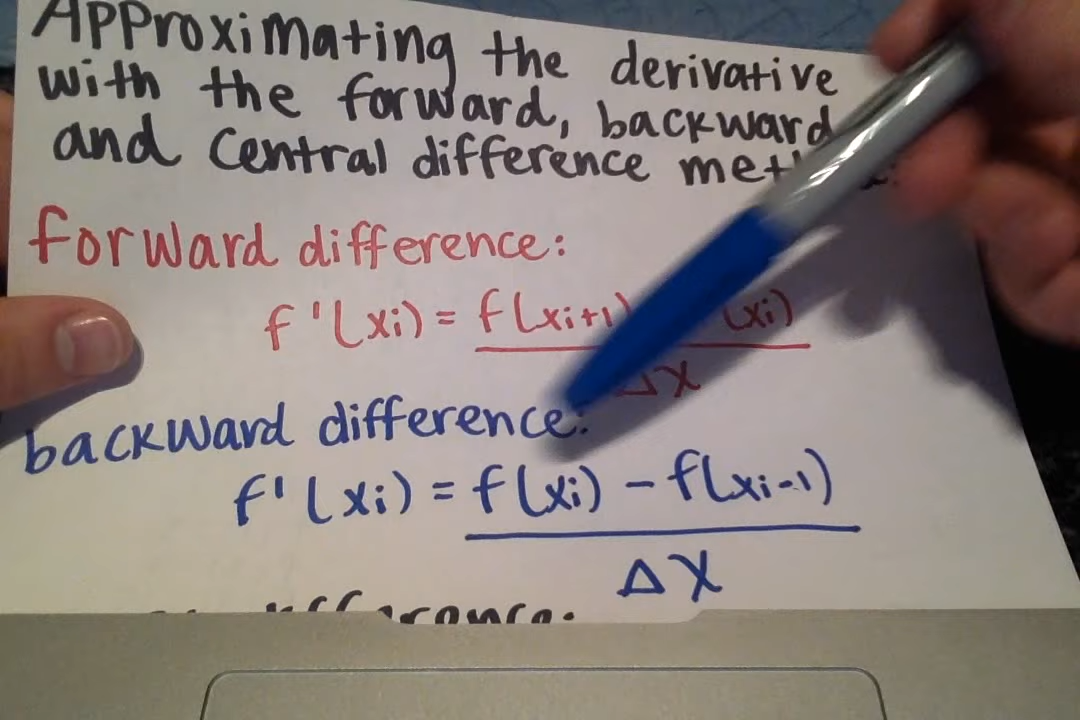 Approximating the derivative
with the forward, backward
and central difference
forward difference:
f'(xi) = f(xi+1) (xi)
Δx
backward difference:
f'(xi) = f(xi) - f(xi-1)
Δx